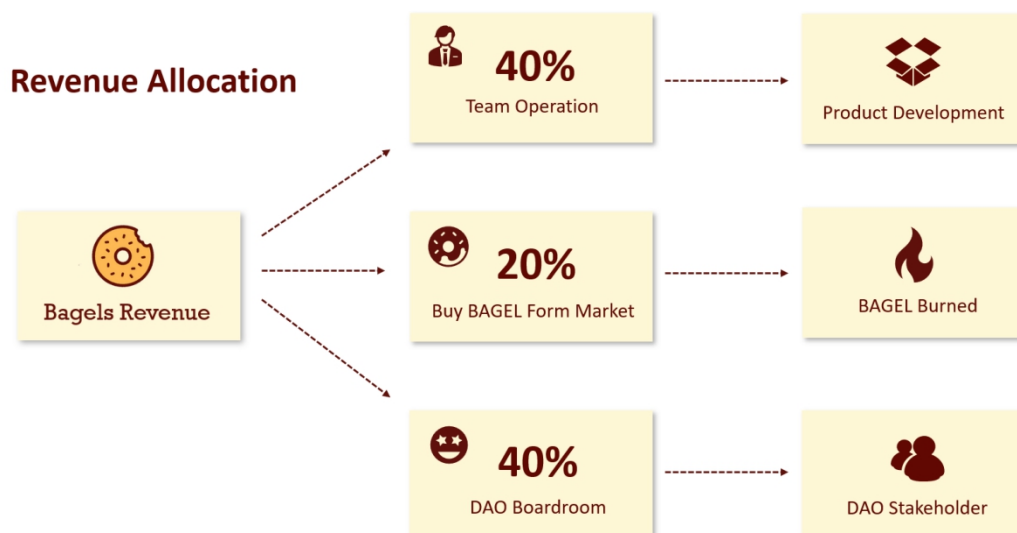 Revenue Allocation
40%
Team Operation
Product Development
Bagels Revenue
20%
Buy BAGEL Form Market
BAGEL Burned
40%
DAO Boardroom
DAO Stakeholder